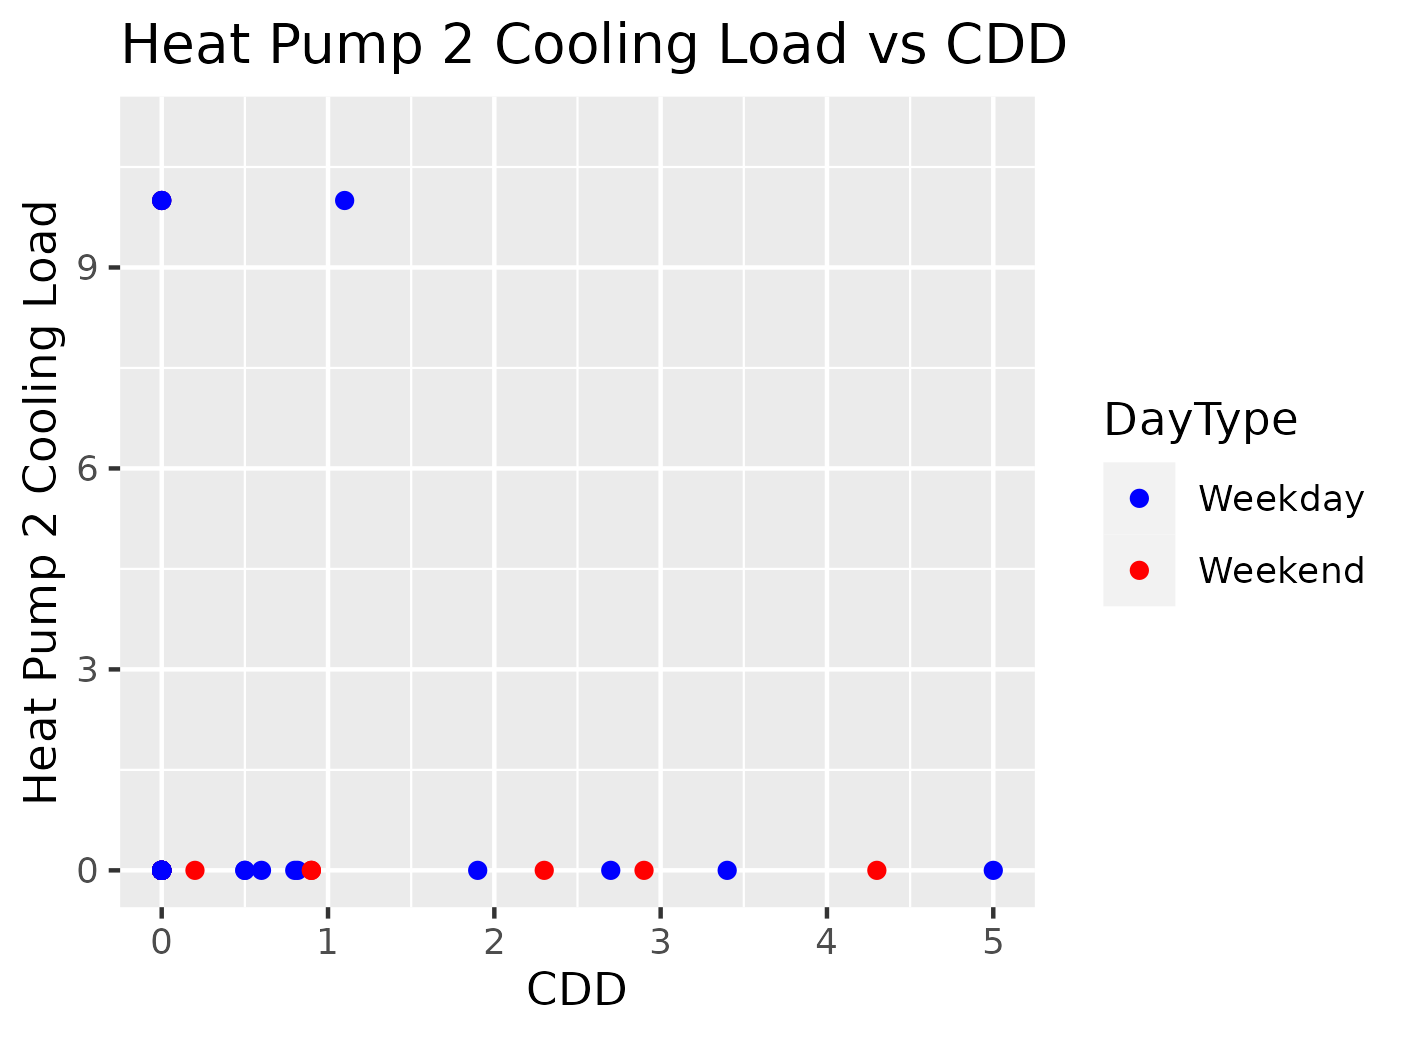 Heat Pump 2 Cooling Load vs CDD
Heat Pump 2 Cooling Load
9
6
3
0
0 1 2 3 4 5
CDD
DayType
Weekday
Weekend